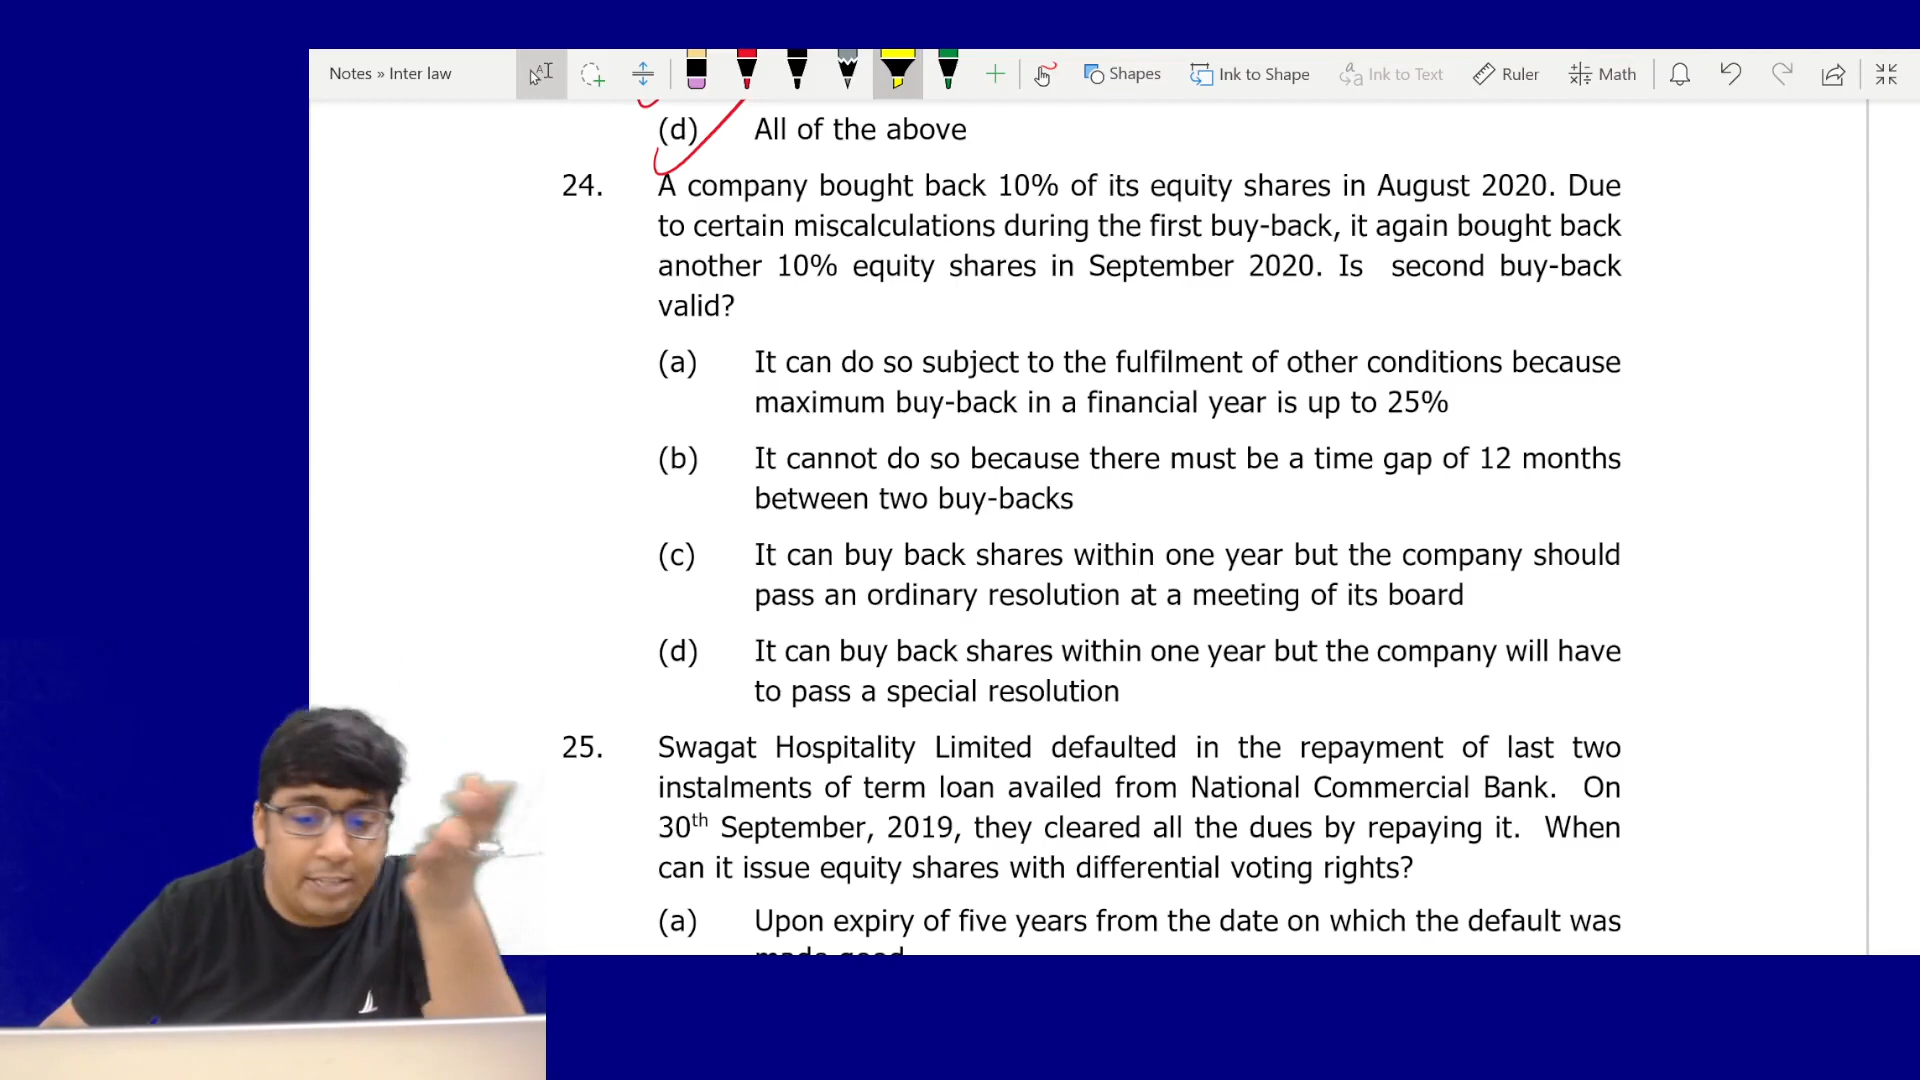 Notes » Inter law
Shapes
Ink to Shape
Ink to Text
Ruler
Math
(d) All of the above
24. A company bought back 10% of its equity shares in August 2020. Due
to certain miscalculations during the first buy-back, it again bought back
another 10% equity shares in September 2020. Is second buy-back
valid?
(a) It can do so subject to the fulfilment of other conditions because
maximum buy-back in a financial year is up to 25%
(b) It cannot do so because there must be a time gap of 12 months
between two buy-backs
(c) It can buy back shares within one year but the company should
pass an ordinary resolution at a meeting of its board
(d) It can buy back shares within one year but the company will have
to pass a special resolution
25. Swagat Hospitality Limited defaulted in the repayment of last two
instalments of term loan availed from National Commercial Bank. On
30th September, 2019, they cleared all the dues by repaying it. When
can it issue equity shares with differential voting rights?
(a) Upon expiry of five years from the date on which the default was
made good